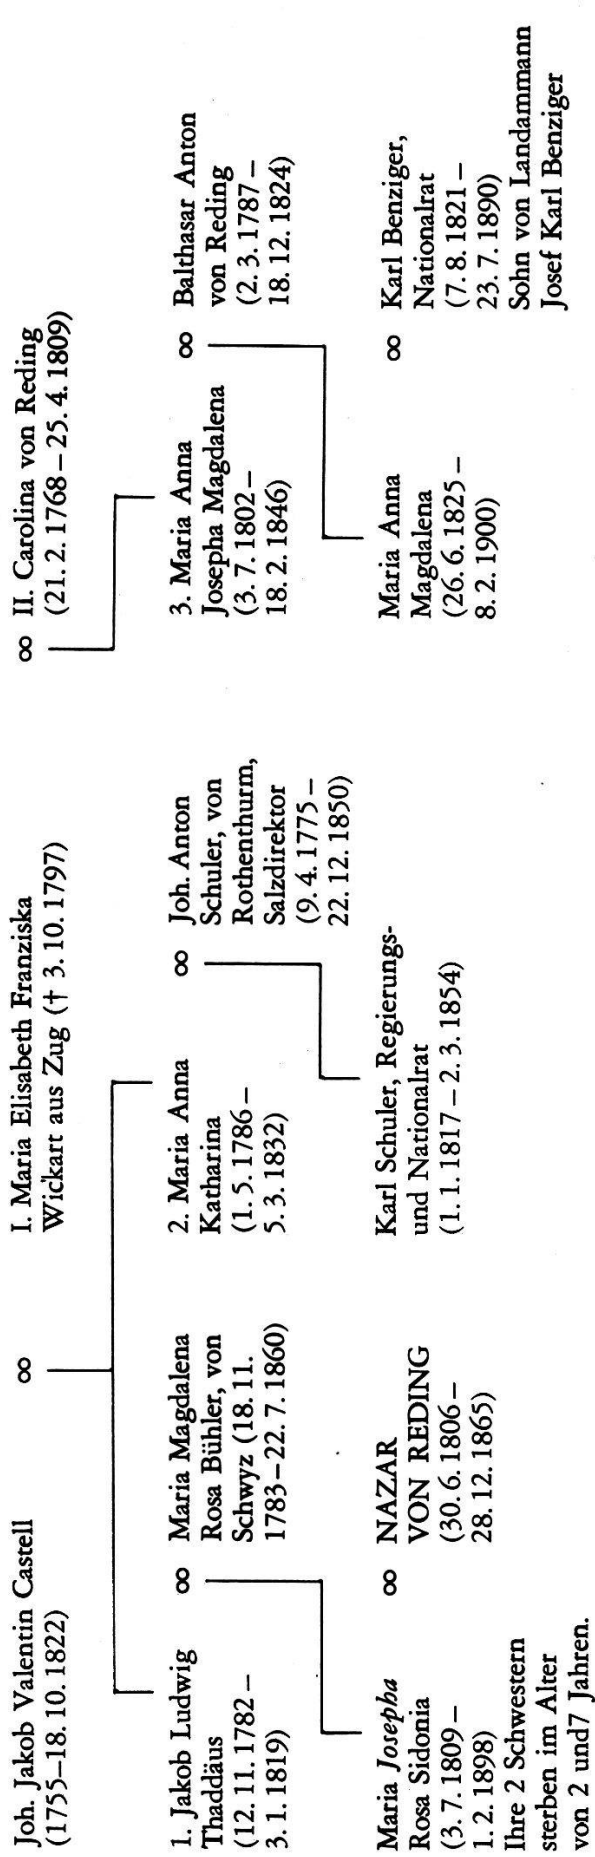 Joh. Jakob Valentin Castell
(1755–18. 10. 1822)
∞
I. Maria Elisabeth Franziska
Wickart aus Zug († 3. 10. 1797)
∞
II. Carolina von Reding
(21. 2. 1768 – 25. 4. 1809)
1. Jakob Ludwig
Thaddäus
(12. 11. 1782 –
3. 1. 1819)
∞
Maria Magdalena
Rosa Bühler, von
Schwyz (18. 11.
1783 – 22. 7. 1860)
2. Maria Anna
Katharina
(1. 5. 1786 –
5. 3. 1832)
∞
Joh. Anton
Schuler, von
Rothenthurm,
Salzdirektor
(9. 4. 1775 –
22. 12. 1850)
3. Maria Anna
Josepha Magdalena
(3. 7. 1802 –
18. 2. 1846)
∞
Balthasar Anton
von Reding
(2. 3. 1787 –
18. 12. 1824)
Maria Josepha
Rosa Sidonia
(3. 7. 1809 –
1. 2. 1898)
Ihre 2 Schwestern
sterben im Alter
von 2 und7 Jahren.
∞
NAZAR
VON REDING
(30. 6. 1806 –
28. 12. 1865)
Karl Schuler, Regierungs-
und Nationalrat
(1. 1. 1817 – 2. 3. 1854)
Maria Anna
Magdalena
(26. 6. 1825 –
8. 2. 1900)
∞
Karl Benziger,
Nationalrat
(7. 8. 1821 –
23. 7. 1890)
Sohn von Landammann
Josef Karl Benziger